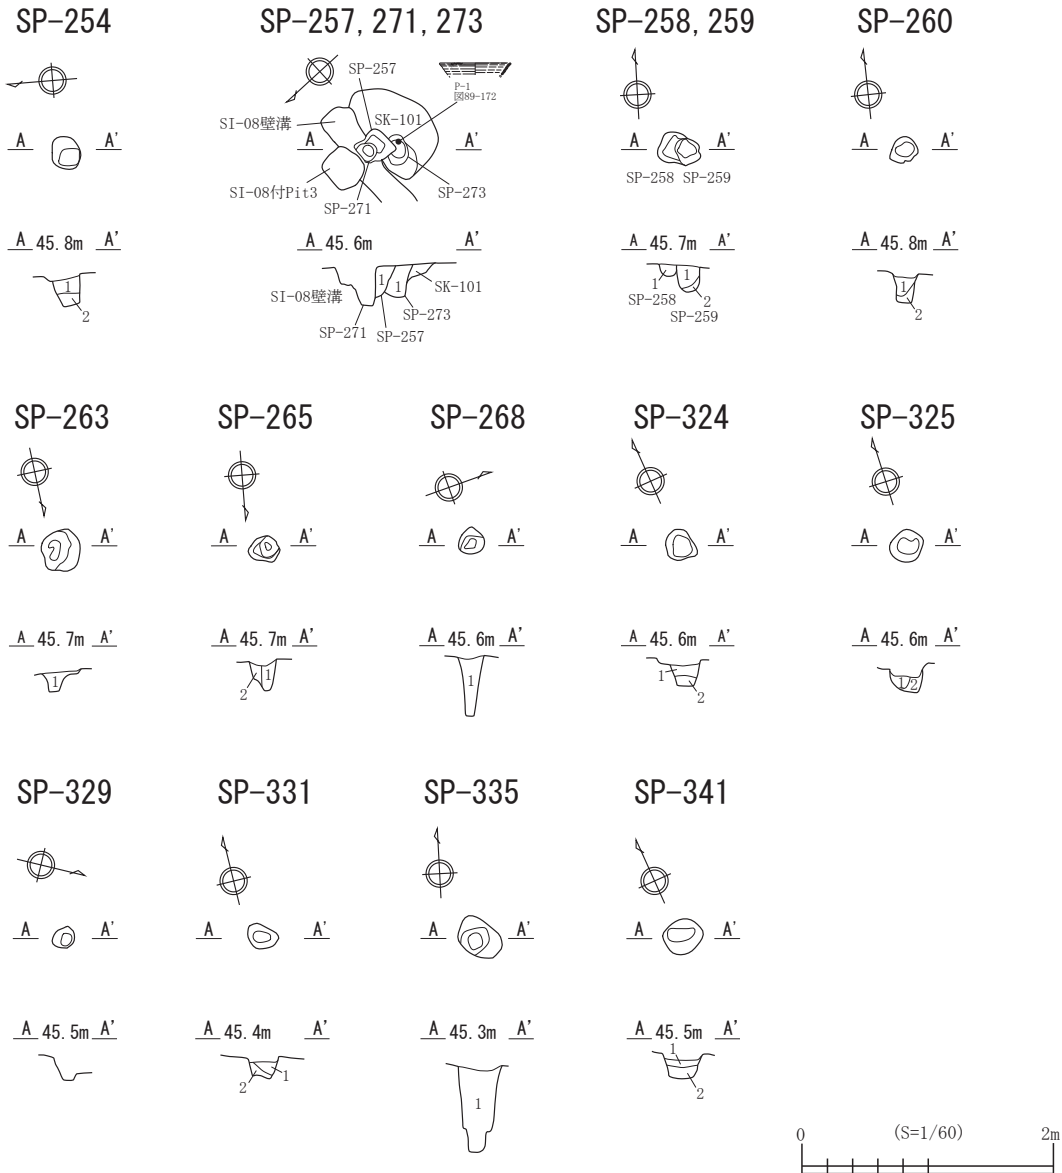 SP-254
A A'
A 45.8m A'
1
2
SP-257, 271, 273
SP-257
P-1
図89-172
SI-08壁溝
SK-101
A A'
SI-08付Pit3
SP-271
SP-273
A 45.6m A'
1 1
SI-08壁溝
SK-101
SP-271
SP-257
SP-273
SP-258, 259
A A'
SP-258 SP-259
A 45.7m A'
1
1
2
SP-258
SP-259
SP-260
A A'
A 45.8m A'
1
2
SP-263
A A'
A 45.7m A'
1
SP-265
A A'
A 45.7m A'
1
2
SP-268
A A'
A 45.6m A'
1
SP-324
A A'
A 45.6m A'
1
2
SP-325
A A'
A 45.6m A'
1 2
SP-329
A A'
A 45.5m A'
SP-331
A A'
A 45.4m A'
2 1
SP-335
A A'
A 45.3m A'
1
SP-341
A A'
A 45.5m A'
1
2
0 (S=1/60) 2m